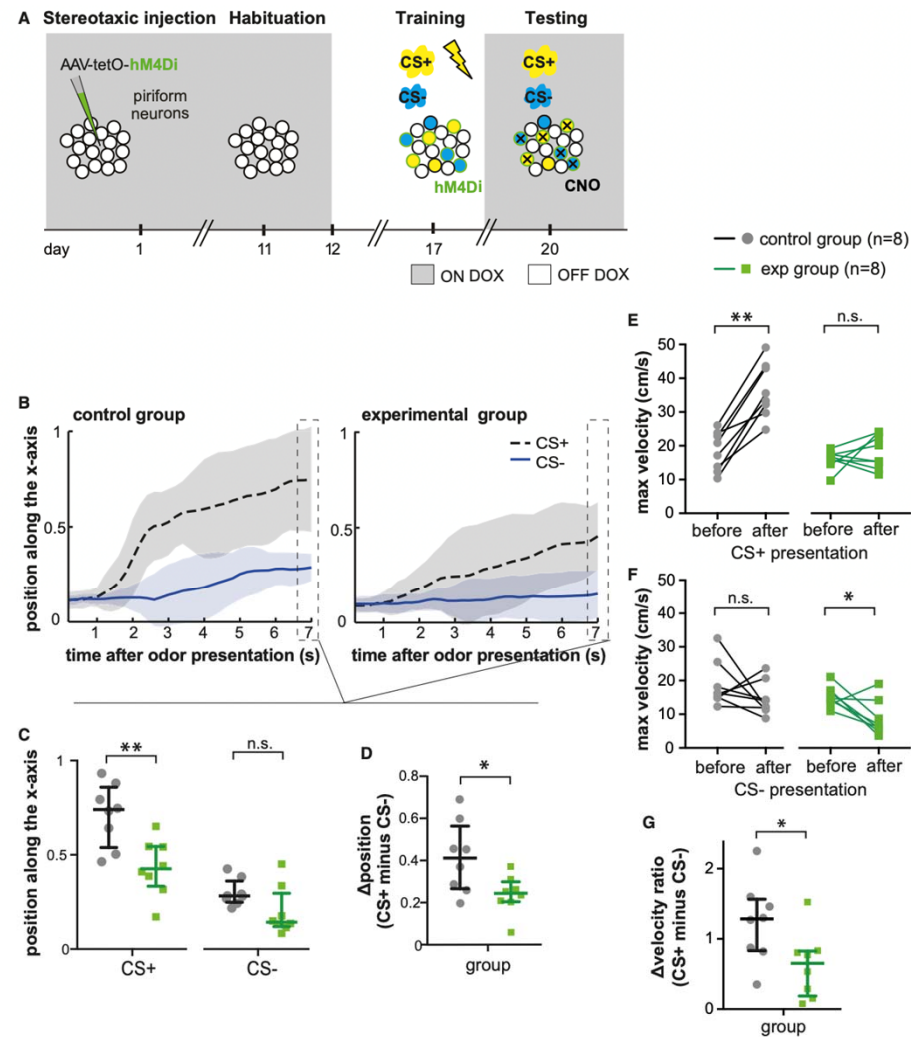 A Stereotaxic injection Habituation Training Testing
AAV-tetO-hM4Di
piriform
neurons
CS+ CS+
CS- CS-
hM4Di
CNO
day 1 11 12 17 20
ON DOX OFF DOX
control group (n=8)
exp group (n=8)
B
control group experimental group
position along the x-axis
1
0.5
0
1 2 3 4 5 6 7
time after odor presentation (s)
1
0.5
0
1 2 3 4 5 6 7
time after odor presentation (s)
CS+
CS-
C
position along the x-axis
1
0.5
0
** n.s.
CS+ CS-
D
Δposition
(CS+ minus CS-)
0.8
0.6
0.4
0.2
0
*
group
E
max velocity (cm/s)
50
40
30
20
10
0
** n.s.
before after before after
CS+ presentation
F
max velocity (cm/s)
50
40
30
20
10
0
n.s. *
before after before after
CS- presentation
G
Δvelocity ratio
(CS+ minus CS-)
2
1
0
*
group